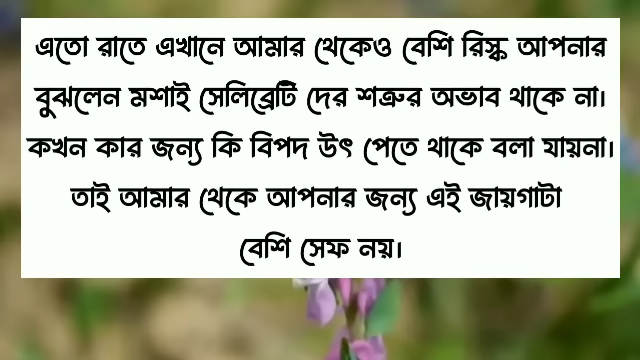 এতো রাতে এখানে আমার থেকেও বেশি রিস্ক আপনার
বুঝলেন মশাই সেলিব্রেটি দের শত্রুর অভাব থাকে না।
কখন কার জন্য কি বিপদ উৎ পেতে থাকে বলা যায়না।
তাই আমার থেকে আপনার জন্য এই জায়গাটা
বেশি সেফ নয়।